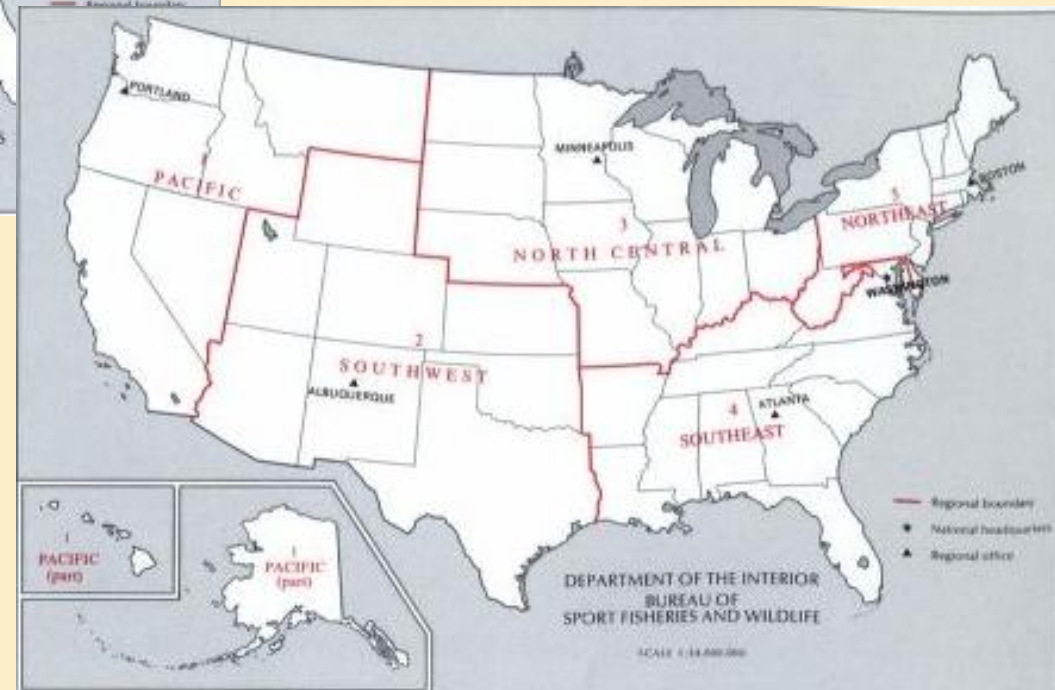 Regional boundary
S
PORTLAND
MINNEAPOLIS
BOSTON
1
PACIFIC
5
NORTHEAST
3
NORTH CENTRAL
WASHINGTON
2
SOUTHWEST
ALBUQUERQUE
4
ATLANTA
SOUTHEAST
1
PACIFIC
(part)
1
PACIFIC
(part)
Regional boundary
National headquarters
Regional office
DEPARTMENT OF THE INTERIOR
BUREAU OF
SPORT FISHERIES AND WILDLIFE